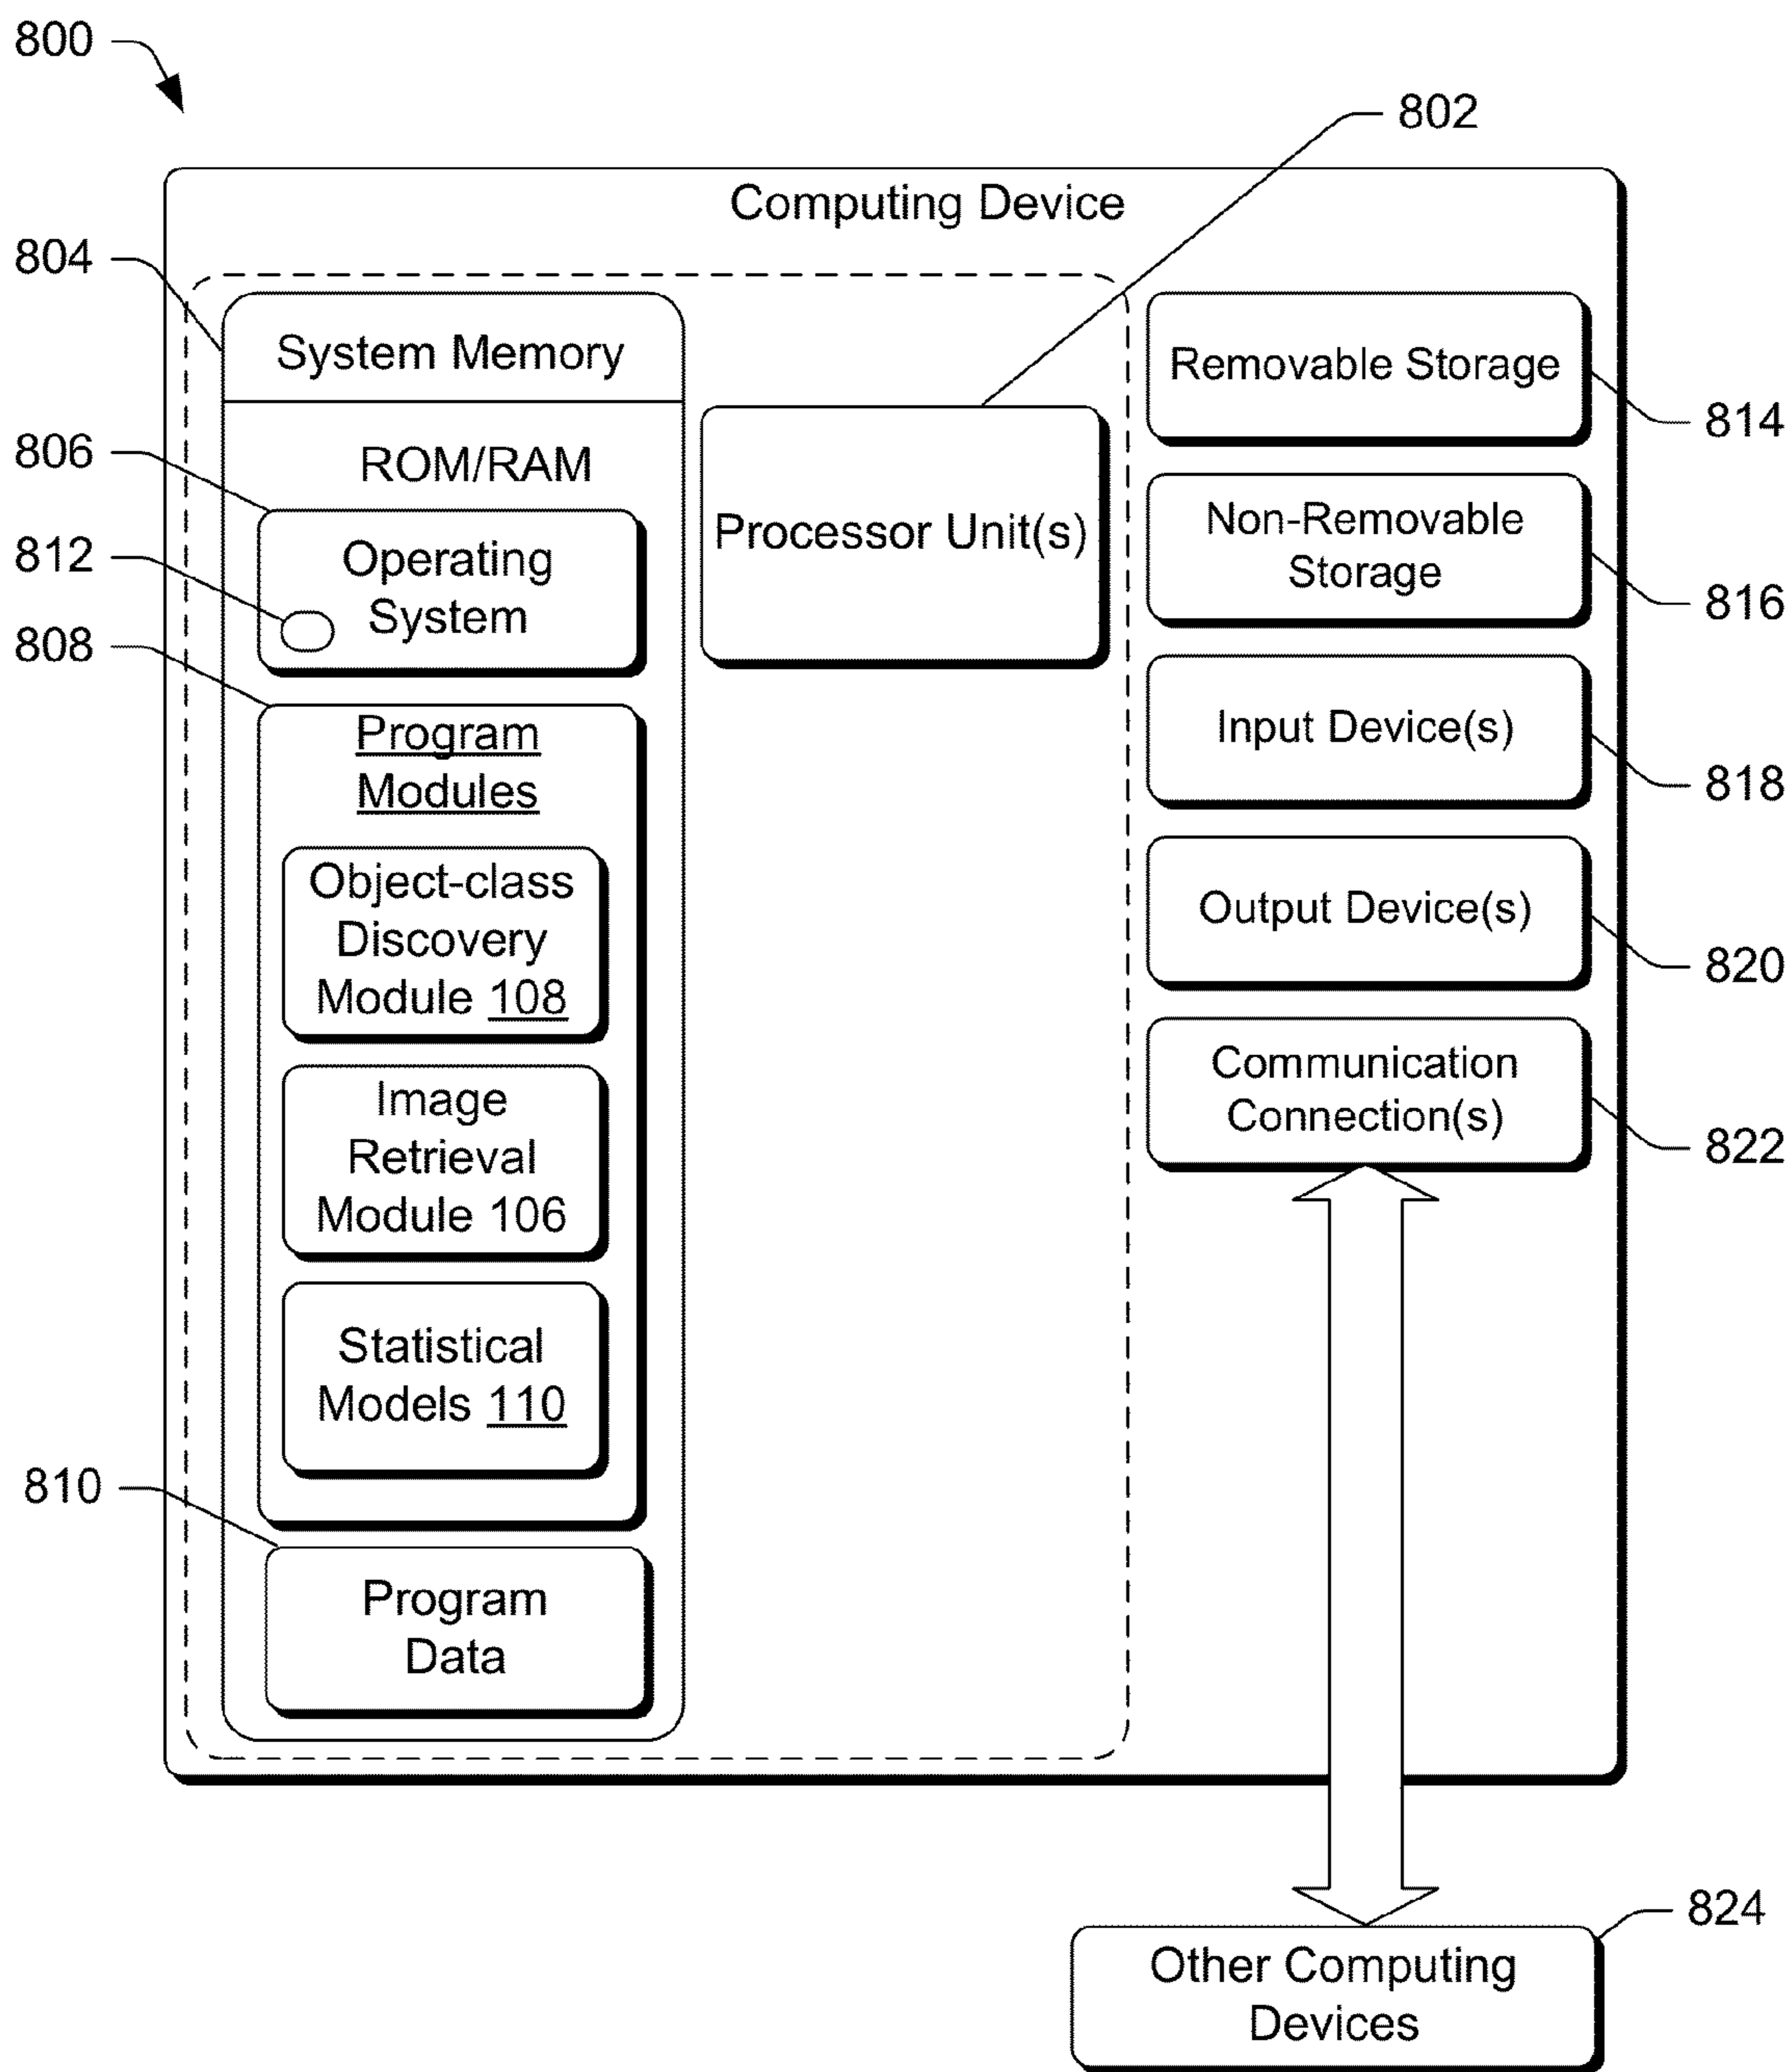 800
802
Computing Device
804
System Memory
ROM/RAM
806
Operating
System
812
808
Program
Modules
Object-class
Discovery
Module 108
Image
Retrieval
Module 106
Statistical
Models 110
810
Program
Data
Processor Unit(s)
Removable Storage
814
Non-Removable
Storage
816
Input Device(s)
818
Output Device(s)
820
Communication
Connection(s)
822
824
Other Computing
Devices